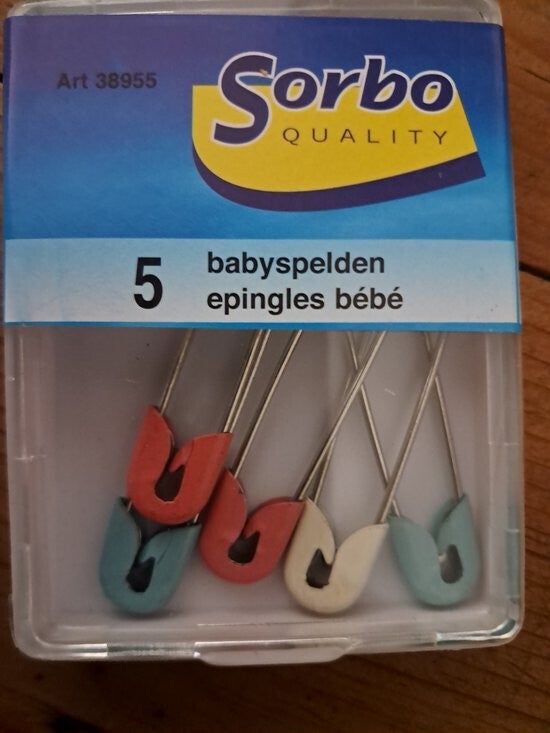 Art 38955
Sorbo
QUALITY
5
babyspelden
epingles bébé